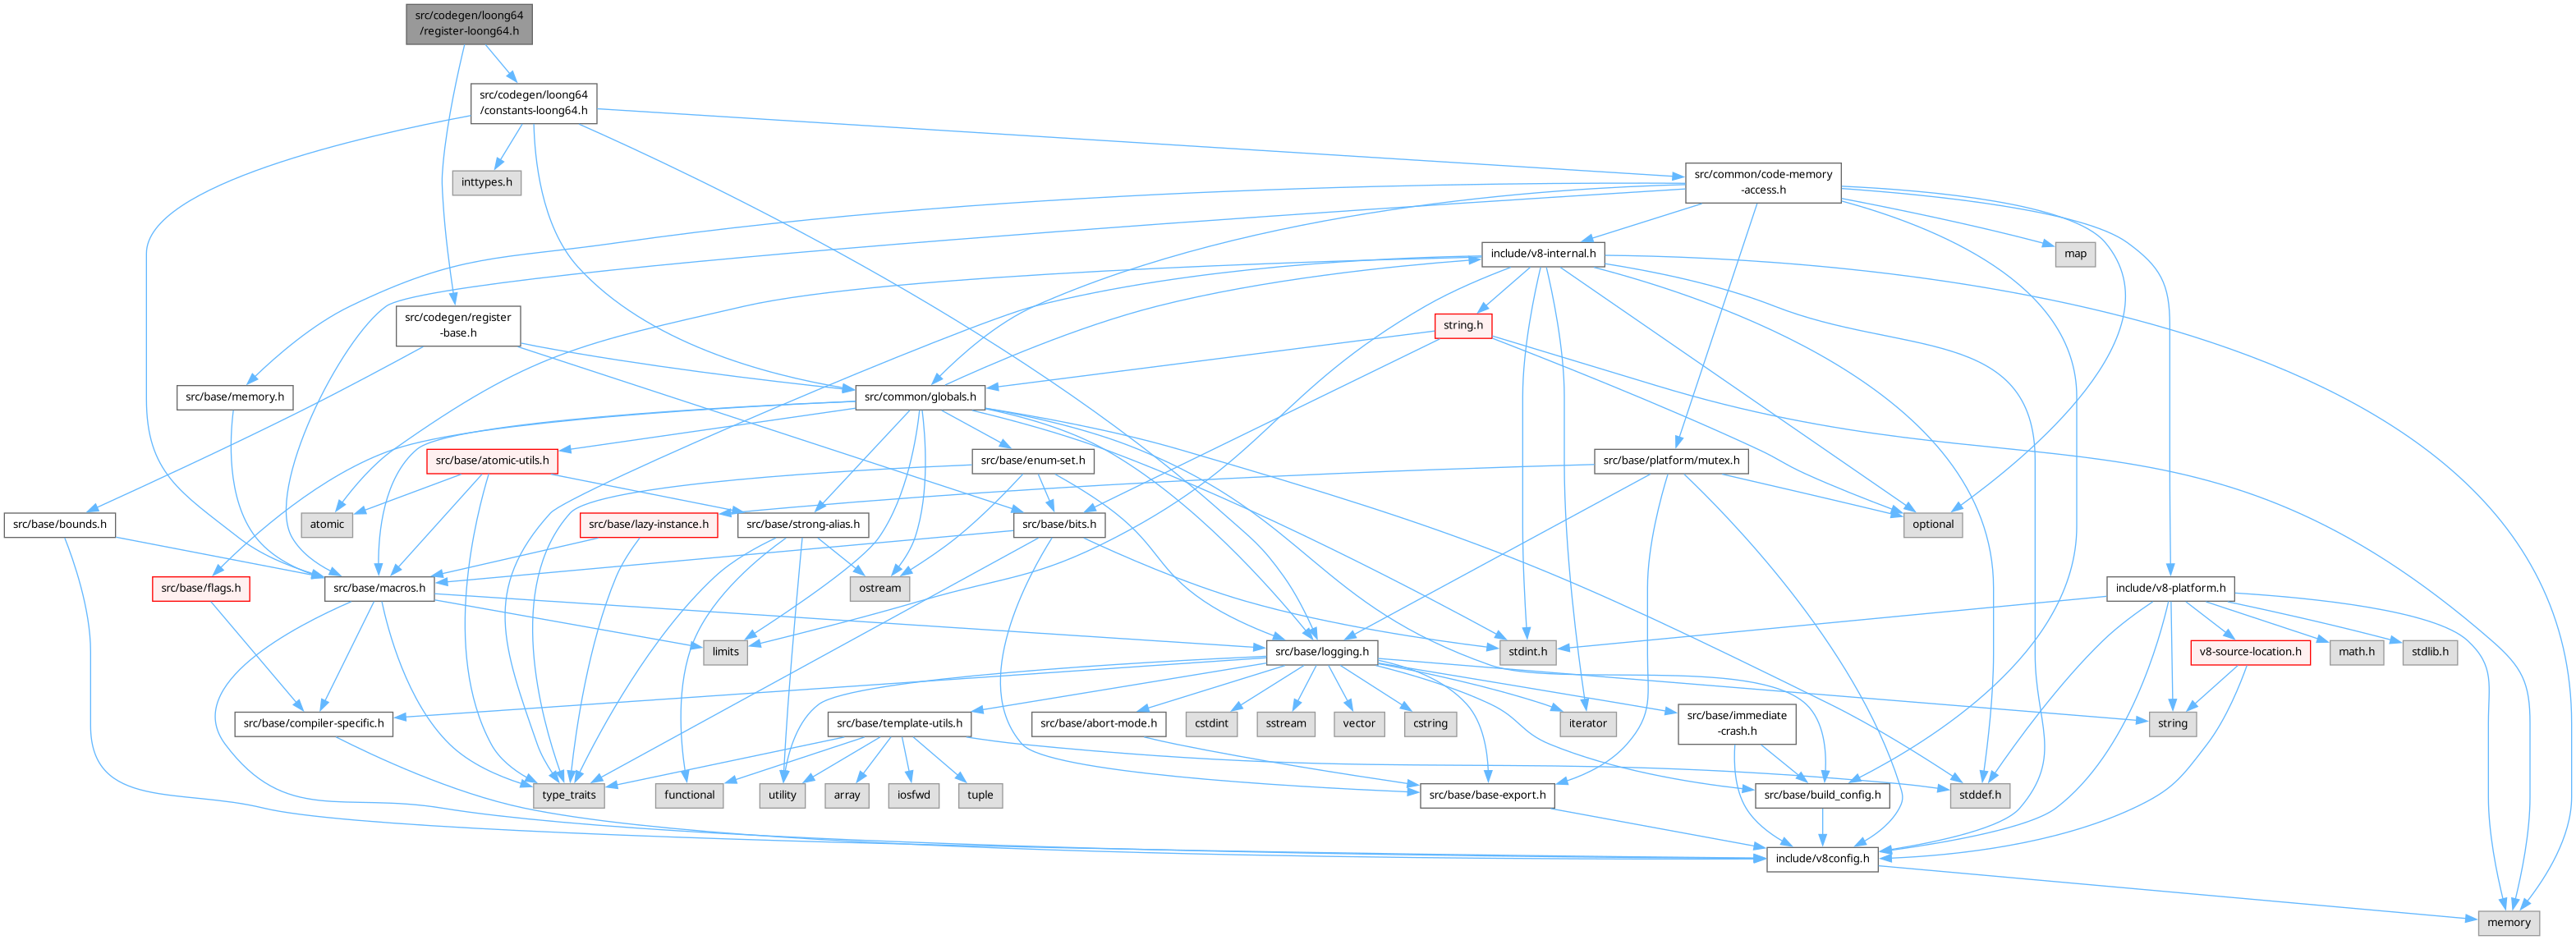 src/codegen/loong64
/register-loong64.h
src/codegen/loong64
/constants-loong64.h
inttypes.h
src/common/code-memory
-access.h
include/v8-internal.h
map
src/codegen/register
-base.h
string.h
src/base/memory.h
src/common/globals.h
src/base/atomic-utils.h
src/base/enum-set.h
src/base/platform/mutex.h
src/base/bounds.h
atomic
src/base/lazy-instance.h
src/base/strong-alias.h
src/base/bits.h
optional
src/base/flags.h
src/base/macros.h
ostream
include/v8-platform.h
limits
src/base/logging.h
stdint.h
v8-source-location.h
math.h
stdlib.h
src/base/compiler-specific.h
src/base/template-utils.h
src/base/abort-mode.h
cstdint
sstream
vector
cstring
iterator
src/base/immediate
-crash.h
string
type_traits
functional
utility
array
iosfwd
tuple
src/base/base-export.h
src/base/build_config.h
stddef.h
include/v8config.h
memory